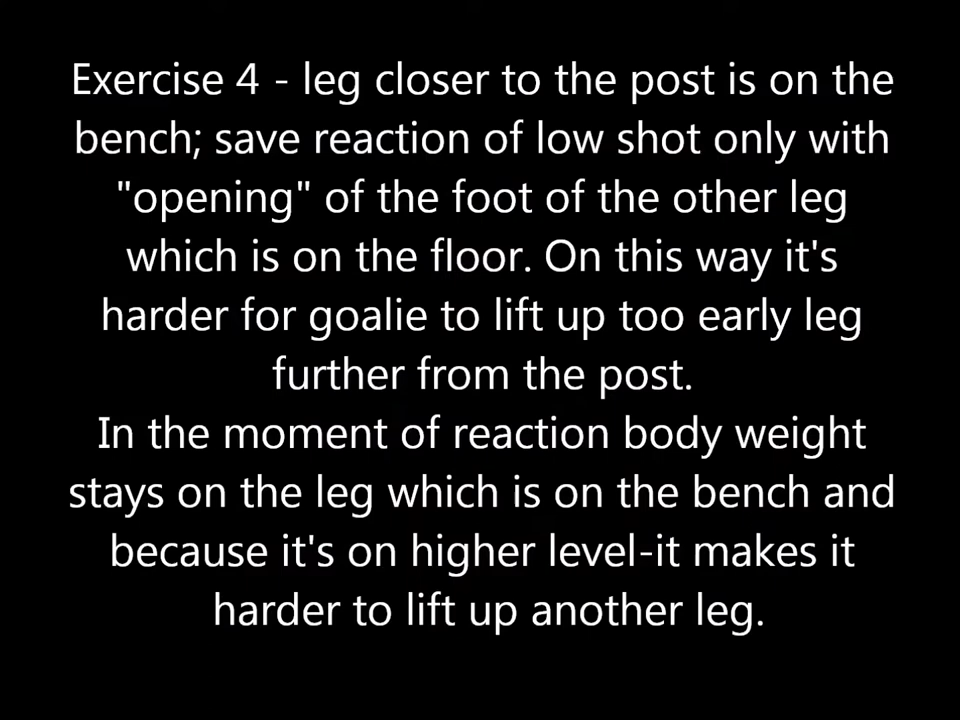 Exercise 4 - leg closer to the post is on the
bench; save reaction of low shot only with
"opening" of the foot of the other leg
which is on the floor. On this way it's
harder for goalie to lift up too early leg
further from the post.
In the moment of reaction body weight
stays on the leg which is on the bench and
because it's on higher level-it makes it
harder to lift up another leg.